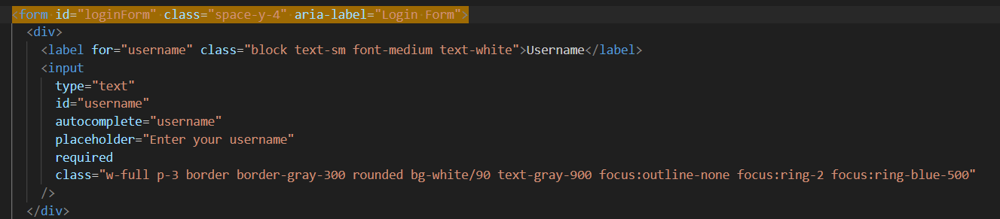 <form id="loginForm" class="space-y-4" aria-label="Login Form">
<div>
<label for="username" class="block text-sm font-medium text-white">Username</label>
<input
type="text"
id="username"
autocomplete="username"
placeholder="Enter your username"
required
class="w-full p-3 border border-gray-300 rounded bg-white/90 text-gray-900 focus:outline-none focus:ring-2 focus:ring-blue-500"
/>
</div>